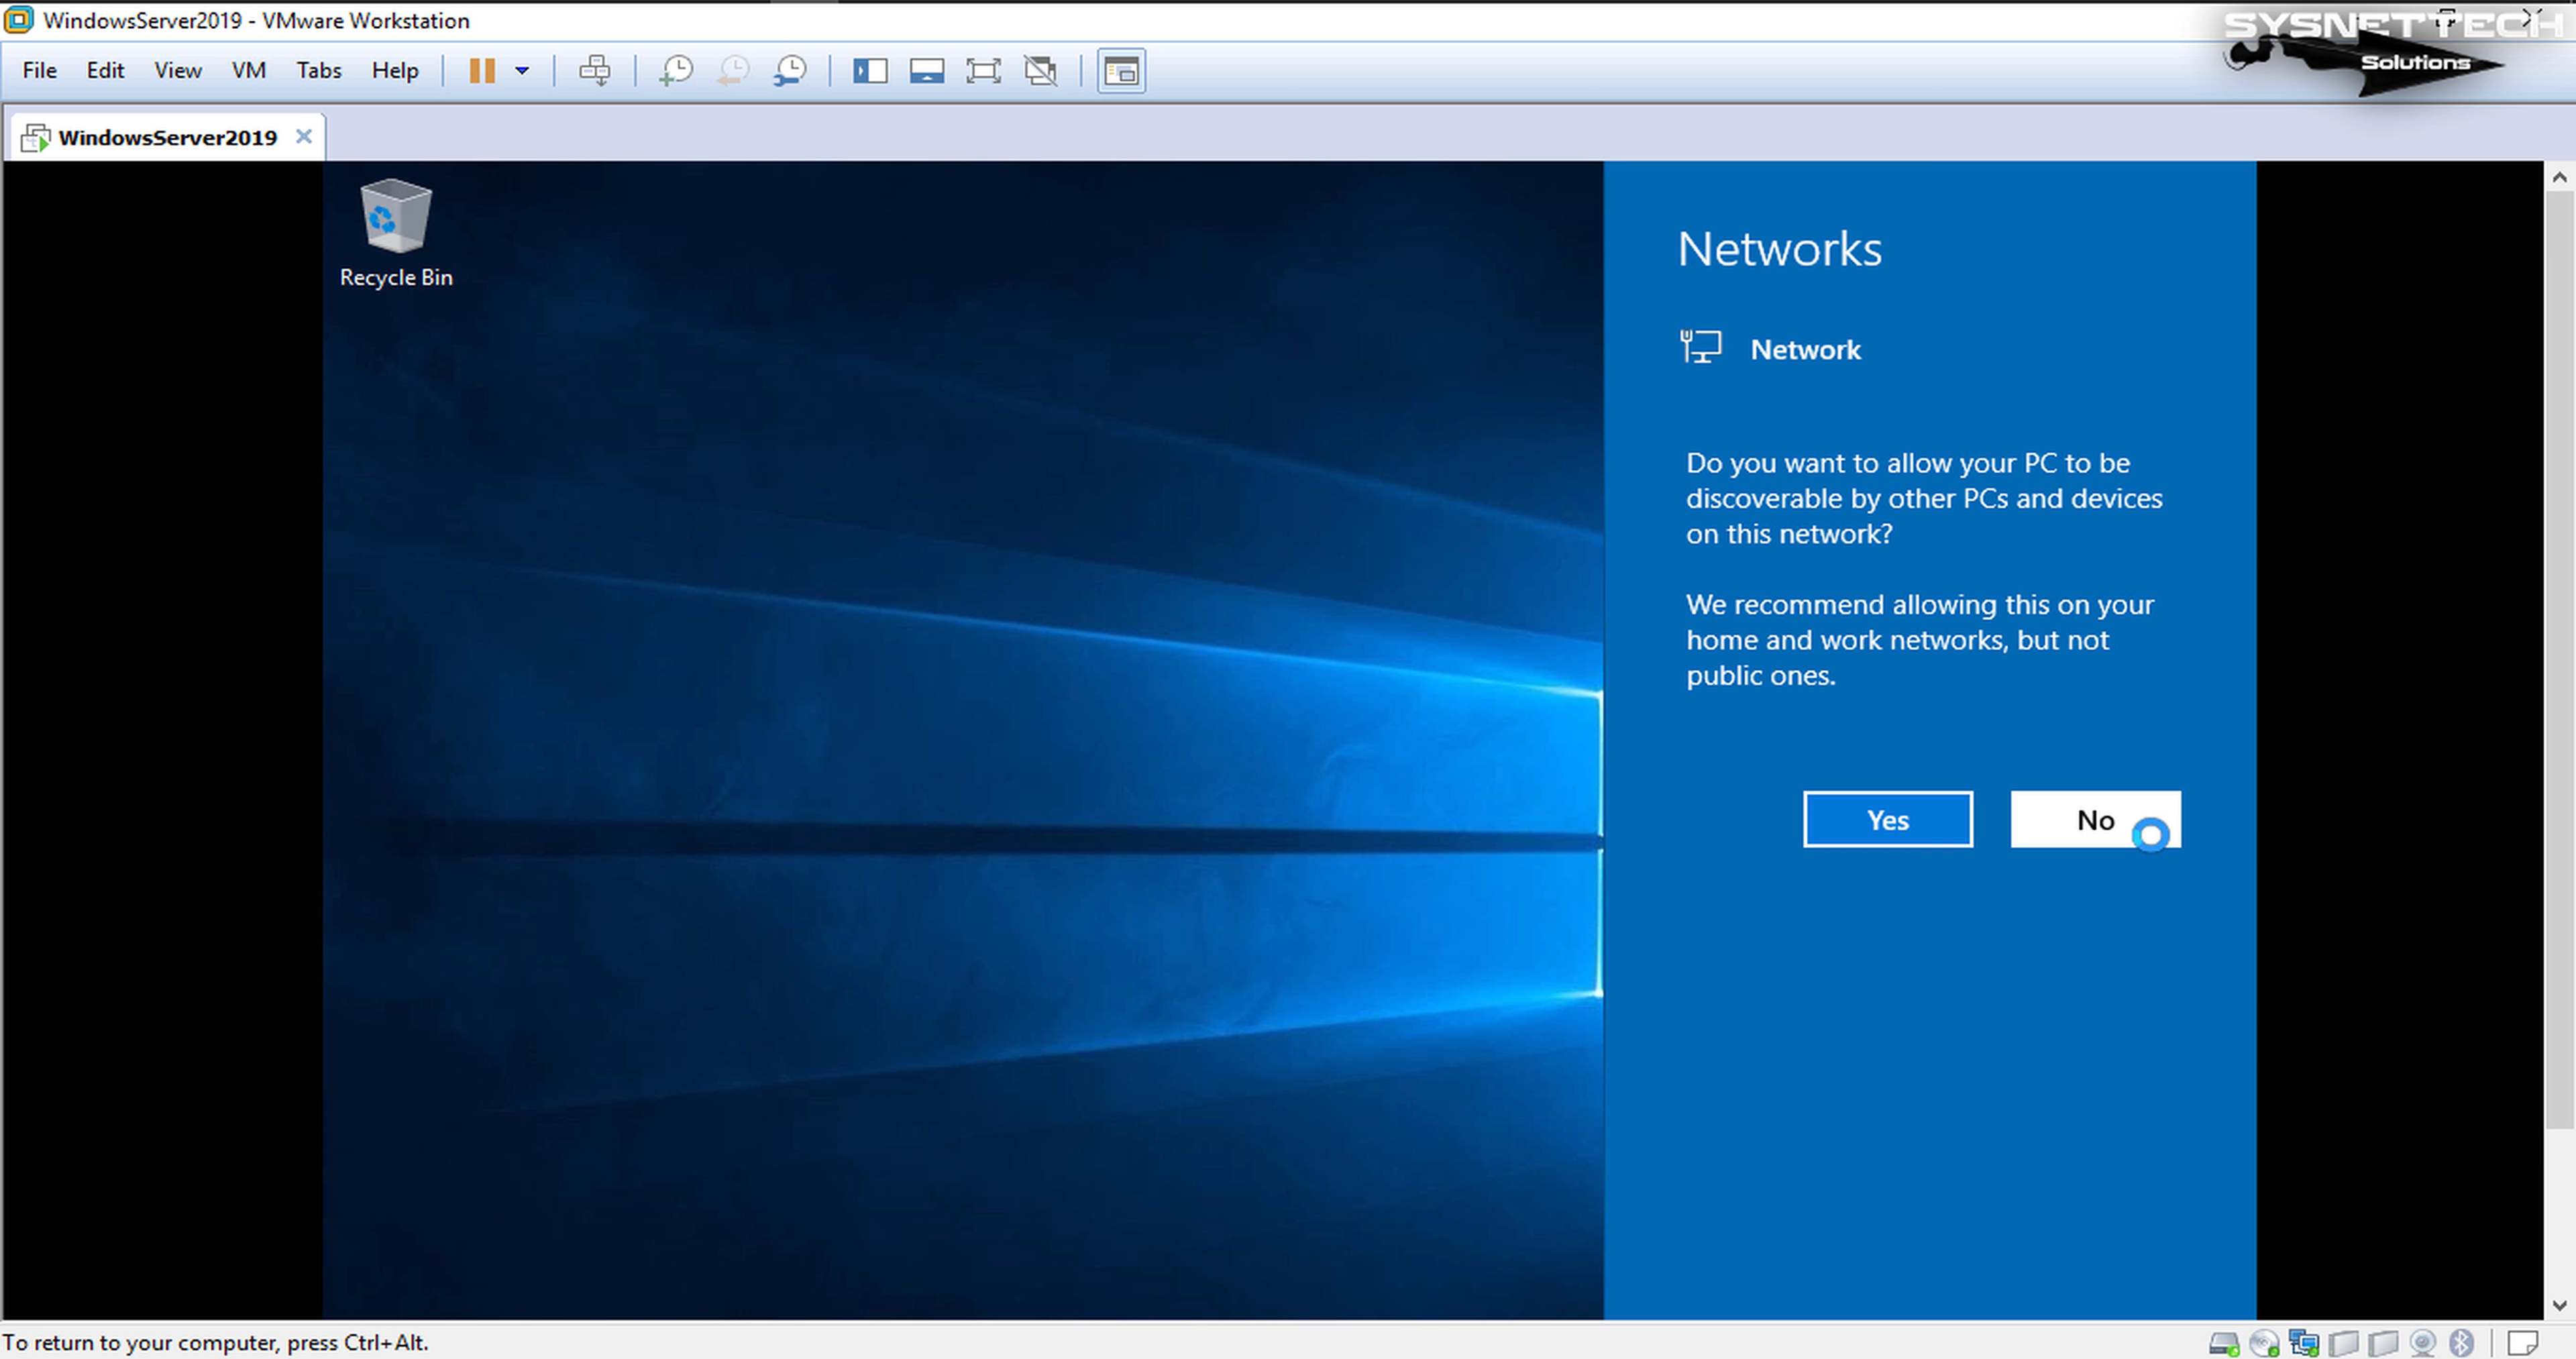 WindowsServer2019 - VMware Workstation
SYSNETTECH
Solutions
File Edit View VM Tabs Help
WindowsServer2019
Recycle Bin
Networks
Network
Do you want to allow your PC to be
discoverable by other PCs and devices
on this network?
We recommend allowing this on your
home and work networks, but not
public ones.
Yes No
To return to your computer, press Ctrl+Alt.